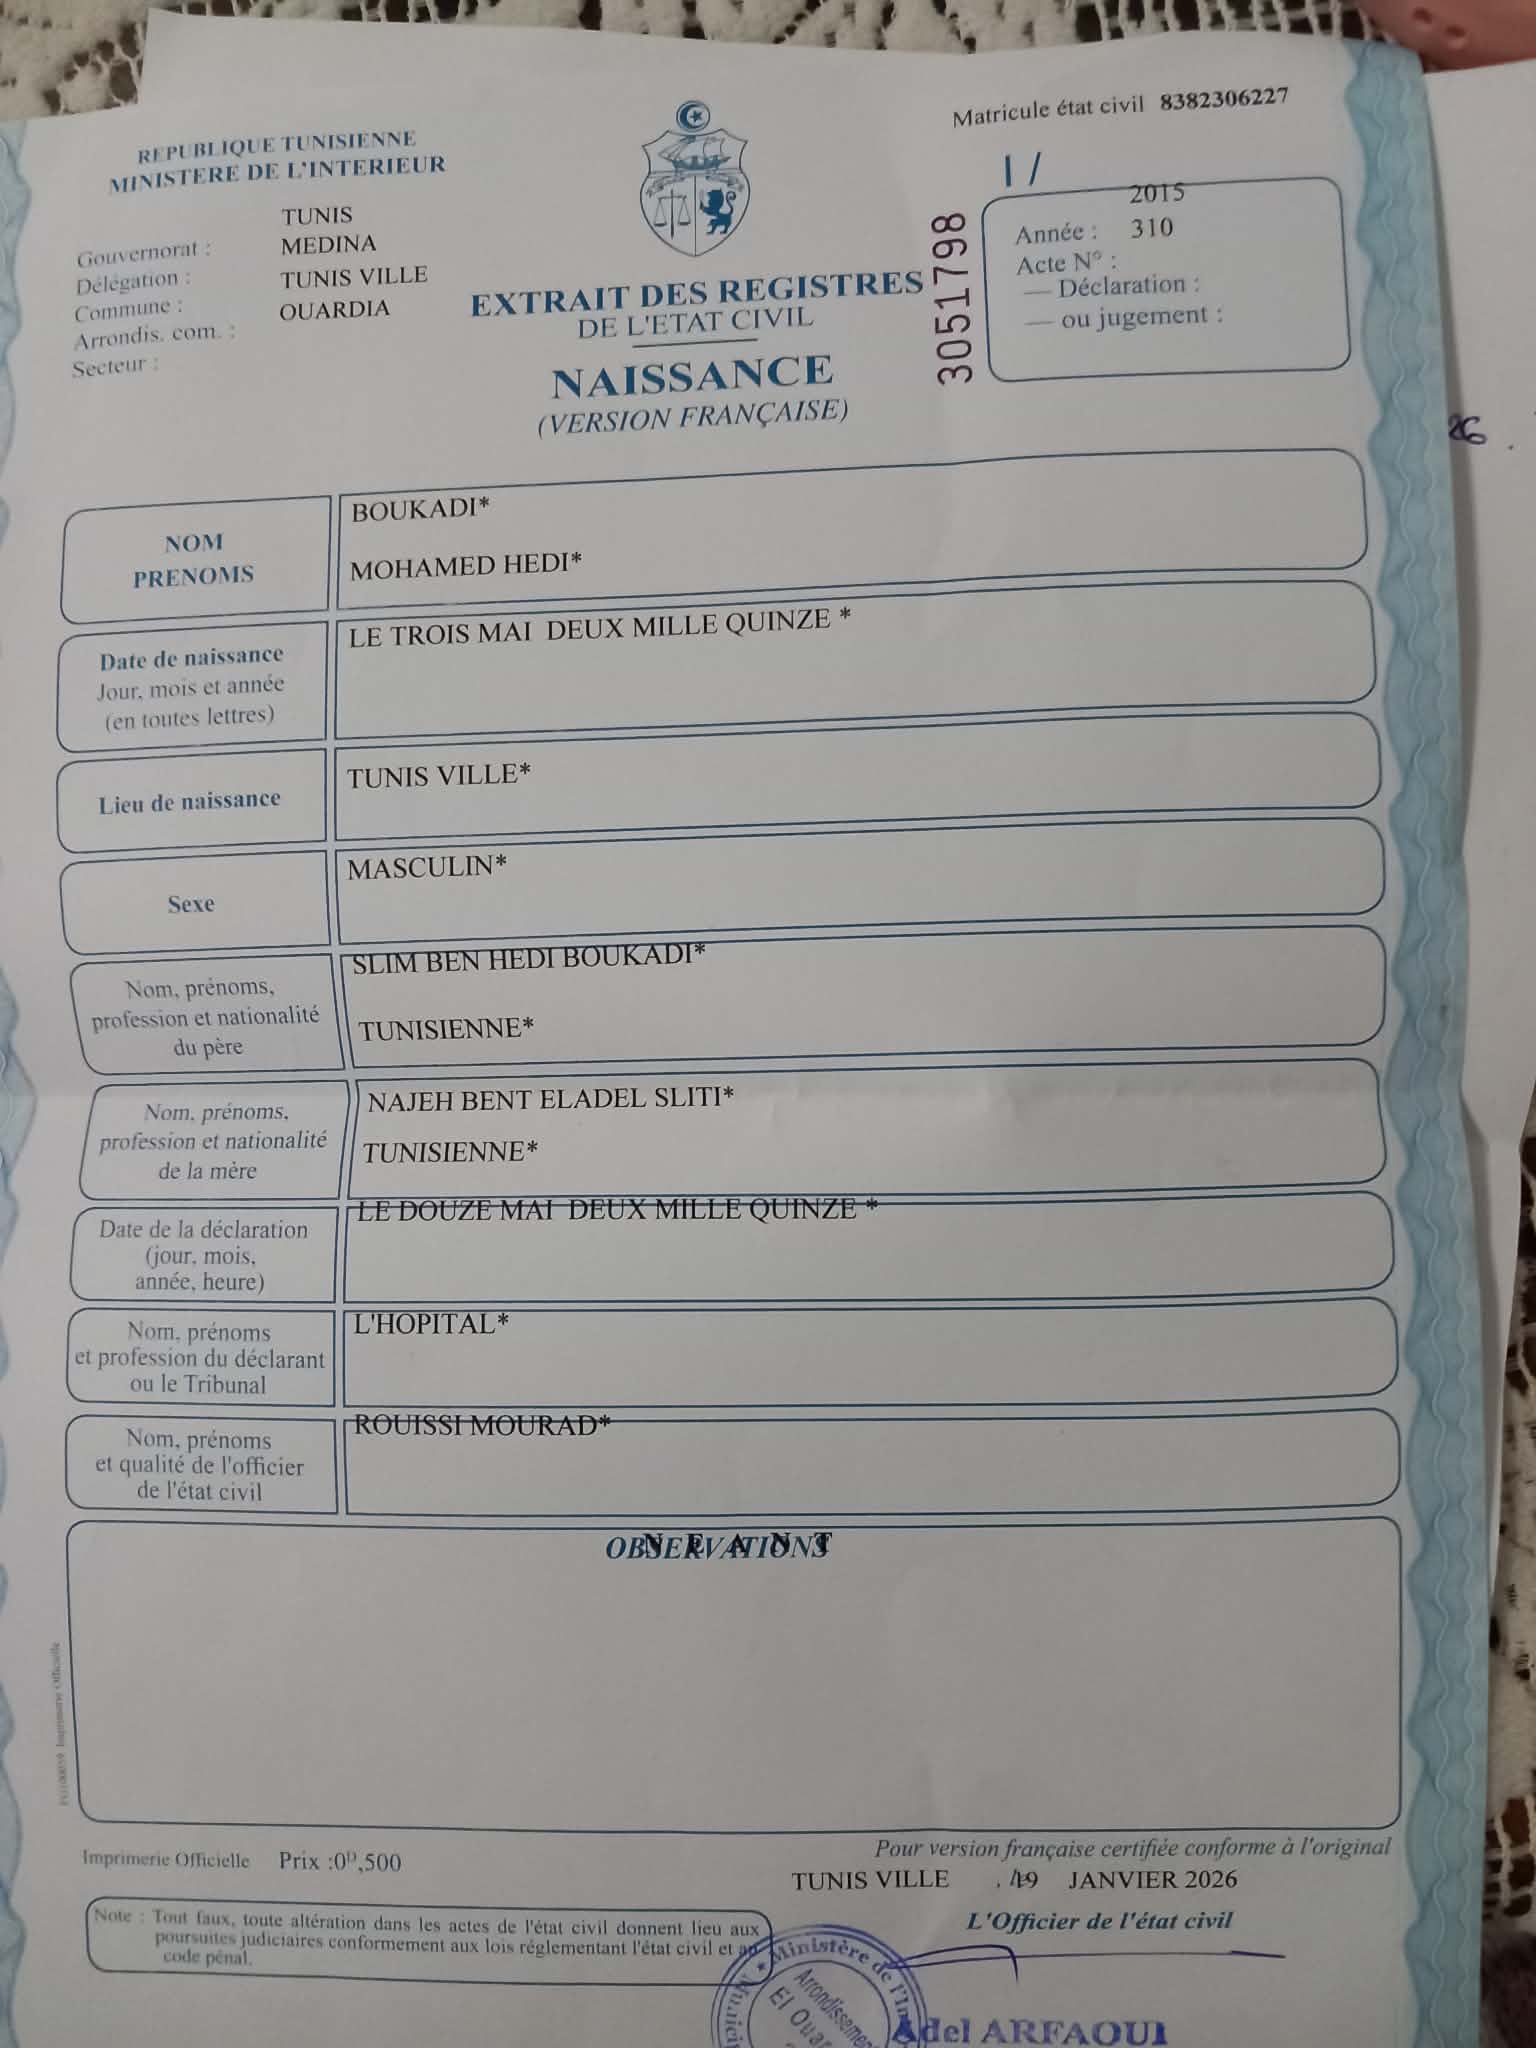 REPUBLIQUE TUNISIENNE
MINISTERE DE L'INTERIEUR
Matricule état civil 8382306227
1/
TUNIS
Gouvernorat : MEDINA
Délégation : TUNIS VILLE
Commune : OUARDIA
Arrondis. com. :
Secteur :
EXTRAIT DES REGISTRES
DE L'ETAT CIVIL
NAISSANCE
(VERSION FRANÇAISE)
3051798
2015
Année : 310
Acte N° :
— Déclaration :
— ou jugement :
26
NOM
PRENOMS
BOUKADI*
MOHAMED HEDI*
Date de naissance
Jour, mois et année
(en toutes lettres)
LE TROIS MAI DEUX MILLE QUINZE *
Lieu de naissance
TUNIS VILLE*
Sexe
MASCULIN*
Nom, prénoms,
profession et nationalité
du père
SLIM BEN HEDI BOUKADI*
TUNISIENNE*
Nom, prénoms,
profession et nationalité
de la mère
NAJEH BENT ELADEL SLITI*
TUNISIENNE*
Date de la déclaration
(jour, mois,
année, heure)
LE DOUZE MAI DEUX MILLE QUINZE *
Nom, prénoms
et profession du déclarant
ou le Tribunal
L'HOPITAL*
Nom, prénoms
et qualité de l'officier
de l'état civil
ROUISSI MOURAD*
OBSERVATIONS
N E A N T
Imprimerie Officielle
Imprimerie Officielle Prix :0ᴰ,500
Pour version française certifiée conforme à l'original
TUNIS VILLE 19 JANVIER 2026
L'Officier de l'état civil
Note : Tout faux, toute altération dans les actes de l'état civil donnent lieu aux
poursuites judiciaires conformement aux lois réglementant l'état civil et au
code pénal.
Ministère de l'In
Arrondissement
El Ouar
Adel ARFAOUI